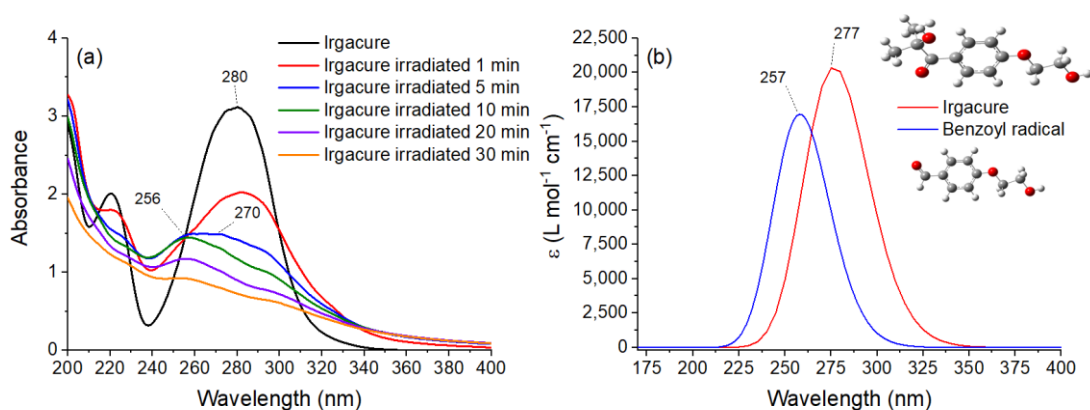 (a)
Irgacure
Irgacure irradiated 1 min
Irgacure irradiated 5 min
Irgacure irradiated 10 min
Irgacure irradiated 20 min
Irgacure irradiated 30 min
280
256
270
4
3
2
1
0
Absorbance
200 220 240 260 280 300 320 340 360 380 400
Wavelength (nm)
(b)
277
257
Irgacure
Benzoyl radical
22,500
20,000
17,500
15,000
12,500
10,000
7,500
5,000
2,500
0
ε (L mol⁻¹ cm⁻¹)
175 200 225 250 275 300 325 350 375 400
Wavelength (nm)